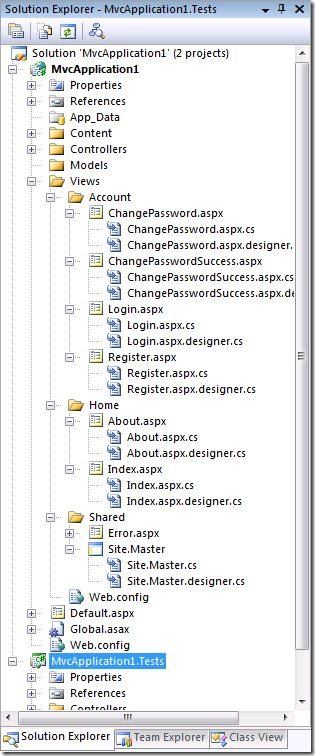 Solution Explorer - MvcApplication1.Tests
Solution 'MvcApplication1' (2 projects)
MvcApplication1
Properties
References
App_Data
Content
Controllers
Models
Views
Account
ChangePassword.aspx
ChangePassword.aspx.cs
ChangePassword.aspx.designer.
ChangePasswordSuccess.aspx
ChangePasswordSuccess.aspx.cs
ChangePasswordSuccess.aspx.de
Login.aspx
Login.aspx.cs
Login.aspx.designer.cs
Register.aspx
Register.aspx.cs
Register.aspx.designer.cs
Home
About.aspx
About.aspx.cs
About.aspx.designer.cs
Index.aspx
Index.aspx.cs
Index.aspx.designer.cs
Shared
Error.aspx
Site.Master
Site.Master.cs
Site.Master.designer.cs
Web.config
Default.aspx
Global.asax
Web.config
MvcApplication1.Tests
Properties
References
Controllers
Solution Explorer Team Explorer Class View